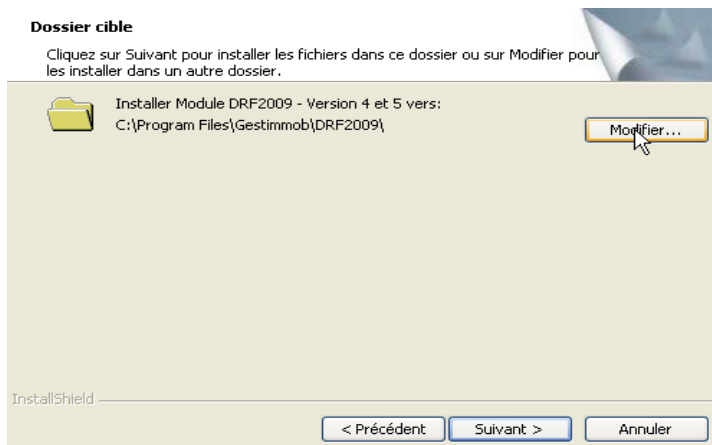 Dossier cible
Cliquez sur Suivant pour installer les fichiers dans ce dossier ou sur Modifier pour
les installer dans un autre dossier.
Installer Module DRF2009 - Version 4 et 5 vers:
C:\Program Files\Gestimmob\DRF2009\
Modifier...
InstallShield
< Précédent
Suivant >
Annuler